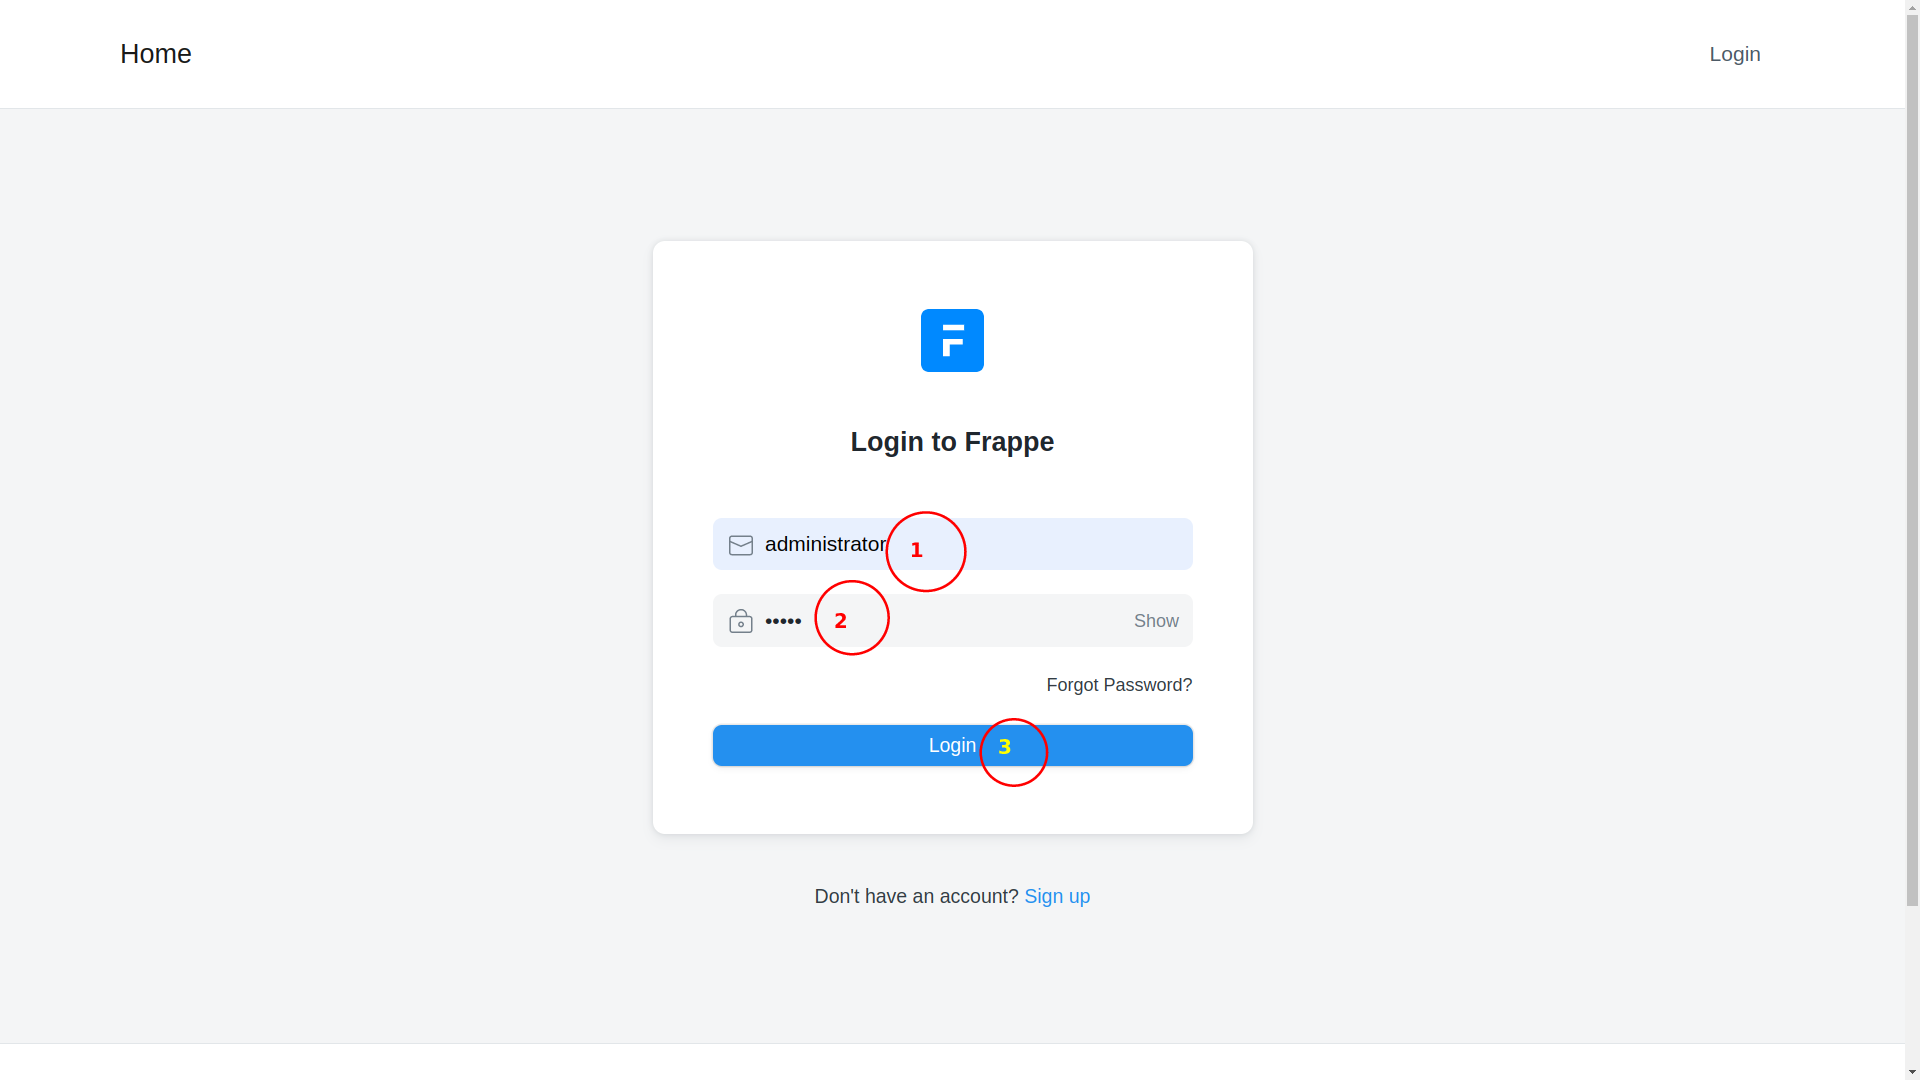 Home
Login
Login to Frappe
administrator 1
••••• 2 Show
Forgot Password?
Login 3
Don't have an account? Sign up